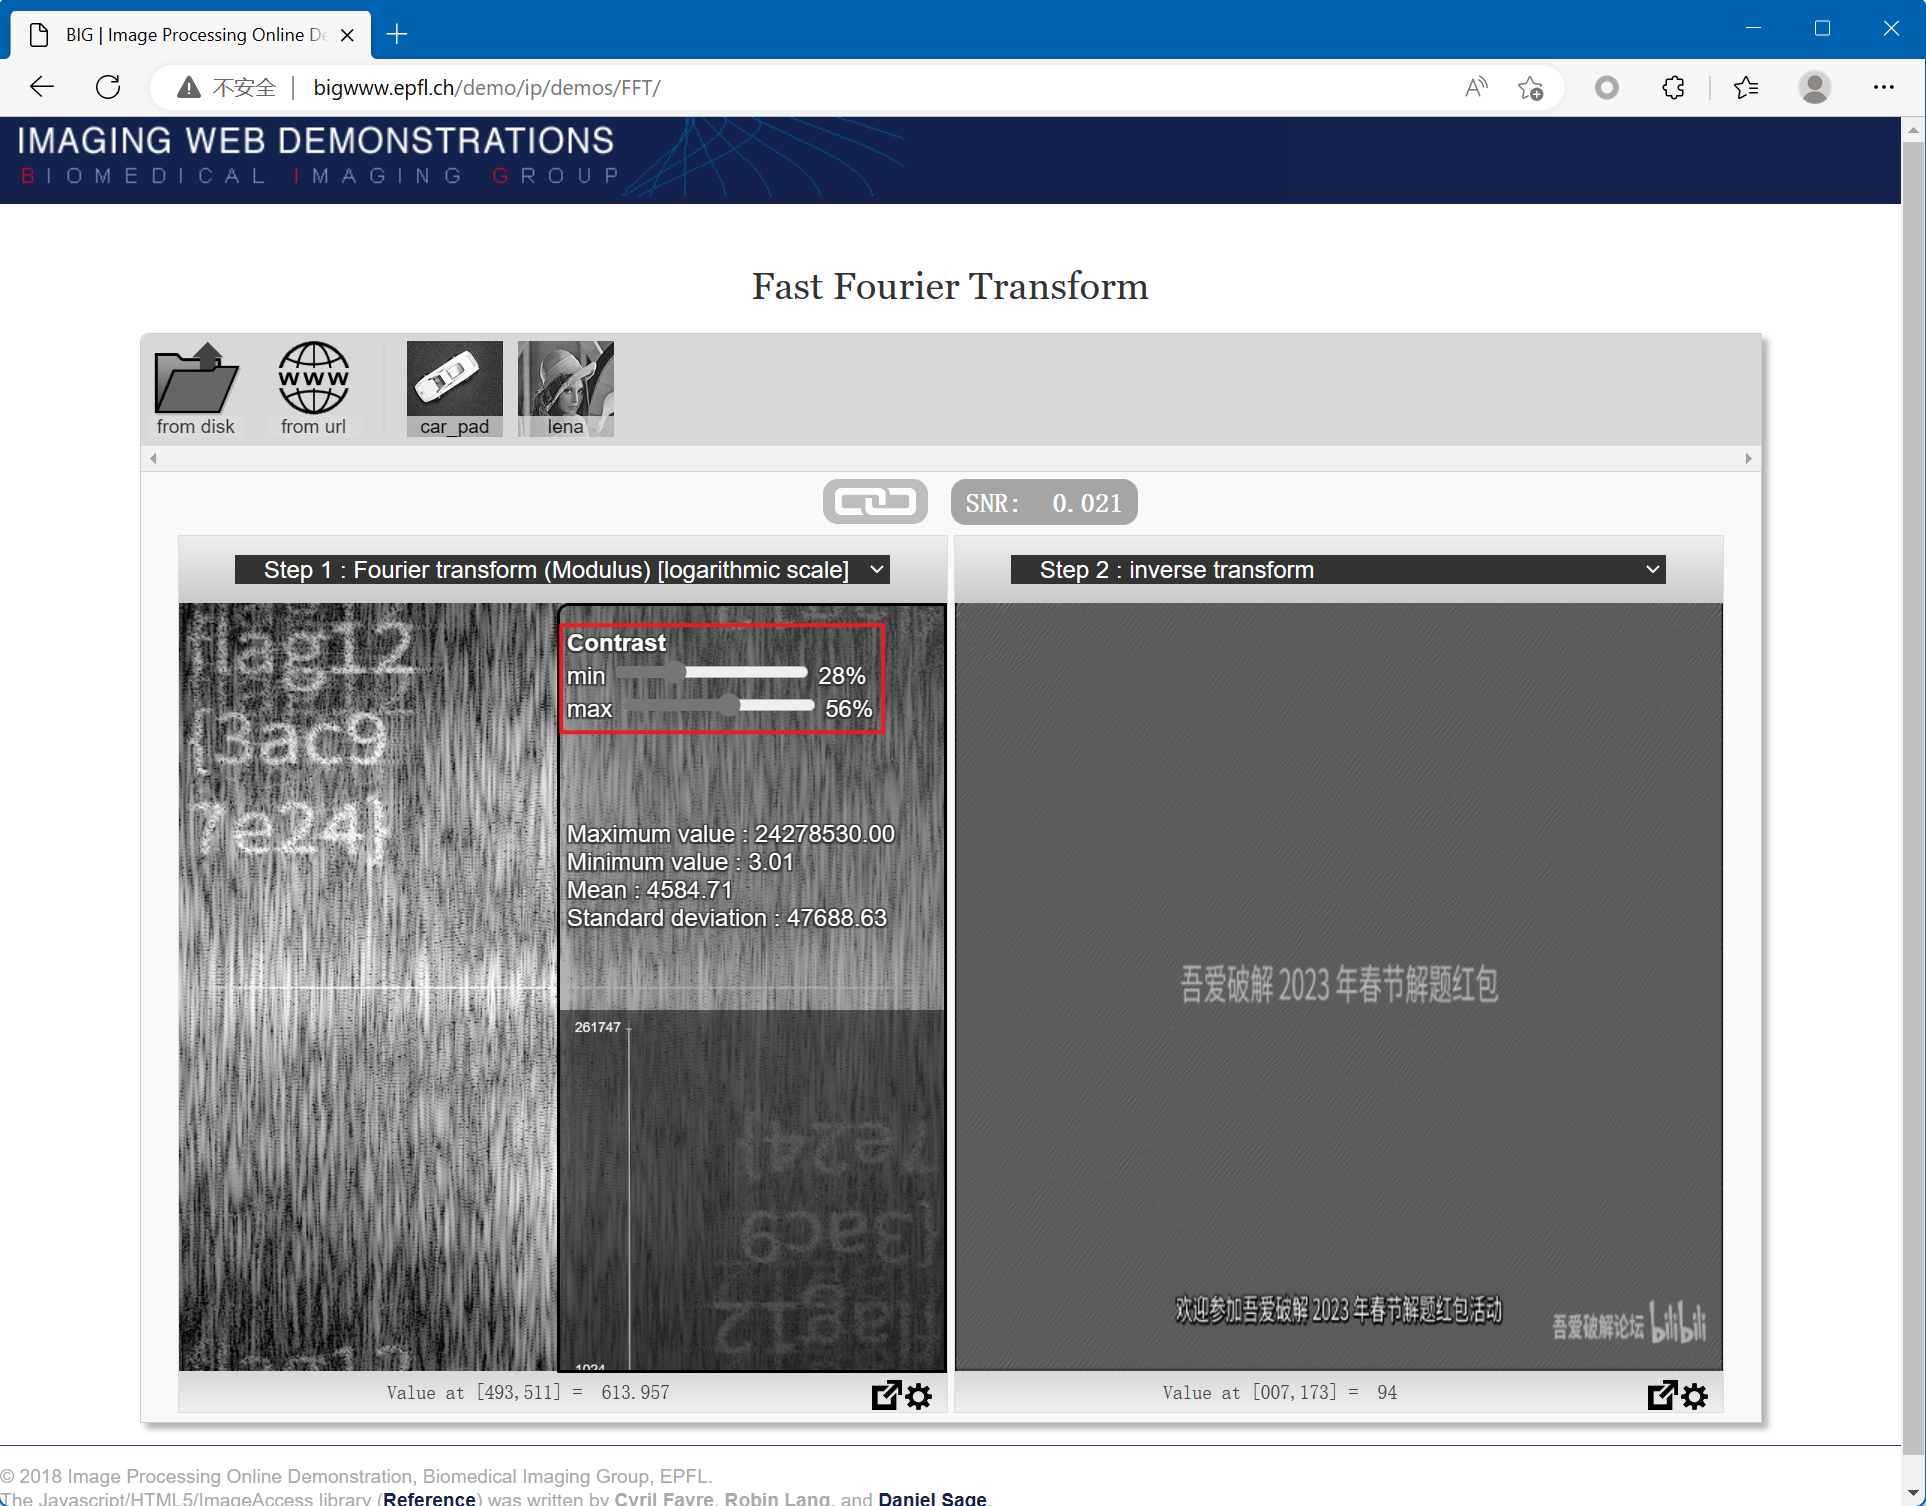 BIG | Image Processing Online De
不安全
bigwww.epfl.ch/demo/ip/demos/FFT/
IMAGING WEB DEMONSTRATIONS
BIOMEDICAL IMAGING GROUP
Fast Fourier Transform
from disk
www
from url
car_pad
lena
SNR: 0.021
Step 1 : Fourier transform (Modulus) [logarithmic scale]
flag12
{3ac9
7e24}
Contrast
min 28%
max 56%
Maximum value : 24278530.00
Minimum value : 3.01
Mean : 4584.71
Standard deviation : 47688.63
261747
1024
7e24}
{3ac9
flag12
Value at [493,511] = 613.957
Step 2 : inverse transform
吾爱破解 2023 年春节解题红包
欢迎参加吾爱破解 2023 年春节解题红包活动
吾爱破解论坛 bilibili
Value at [007,173] = 94
© 2018 Image Processing Online Demonstration, Biomedical Imaging Group, EPFL.
The Javascript/HTML5/ImageAccess library (Reference) was written by Cyril Favre, Robin Lang, and Daniel Sage.